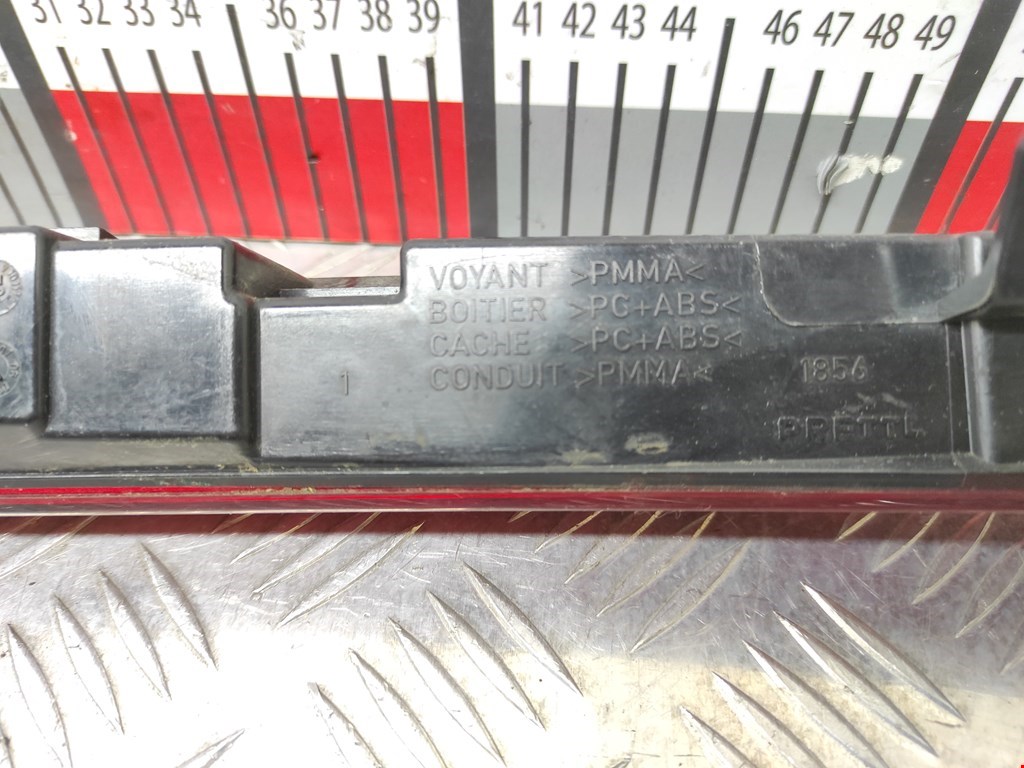 31 32 33 34 36 37 38 39 41 42 43 44 46 47 48 49
VOYANT >PMMA<
BOITIER >PC+ABS<
CACHE >PC+ABS<
CONDUIT >PMMA<
1
1856
PRETTL